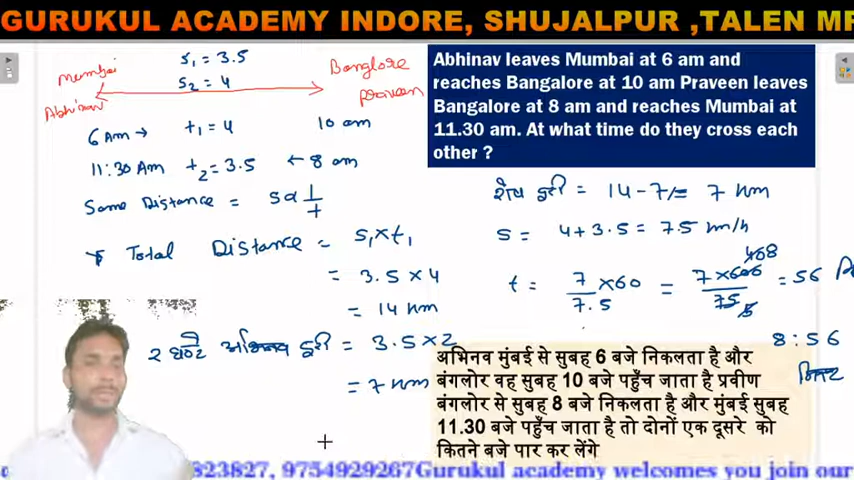 GURUKUL ACADEMY INDORE, SHUJALPUR ,TALEN MP
S₁ = 3.5
S₂ = 4
Mumbai
Banglore
Abhinav
Praveen
6 Am → t₁ = 4 10 am
11:30 Am t₂ = 3.5 ← 8 am
Same Distance = S α 1/t
Total Distance = S₁ × t₁
= 3.5 × 4
= 14 km
2 घण्टे अभिनव दूरी = 3.5 × 2
= 7 km
Abhinav leaves Mumbai at 6 am and
reaches Bangalore at 10 am Praveen leaves
Bangalore at 8 am and reaches Mumbai at
11.30 am. At what time do they cross each
other ?
शेष दूरी = 14 - 7 = 7 km
S = 4 + 3.5 = 7.5 km/h
t = 7/7.5 × 60 = 7 × 600/75 = 56
8 : 56
अभिनव मुंबई से सुबह 6 बजे निकलता है और
बंगलोर वह सुबह 10 बजे पहुँच जाता है प्रवीण
बंगलोर से सुबह 8 बजे निकलता है और मुंबई सुबह
11.30 बजे पहुँच जाता है तो दोनों एक दूसरे को
कितने बजे पार कर लेंगे
823827, 9754929267Gurukul academy welcomes you join our